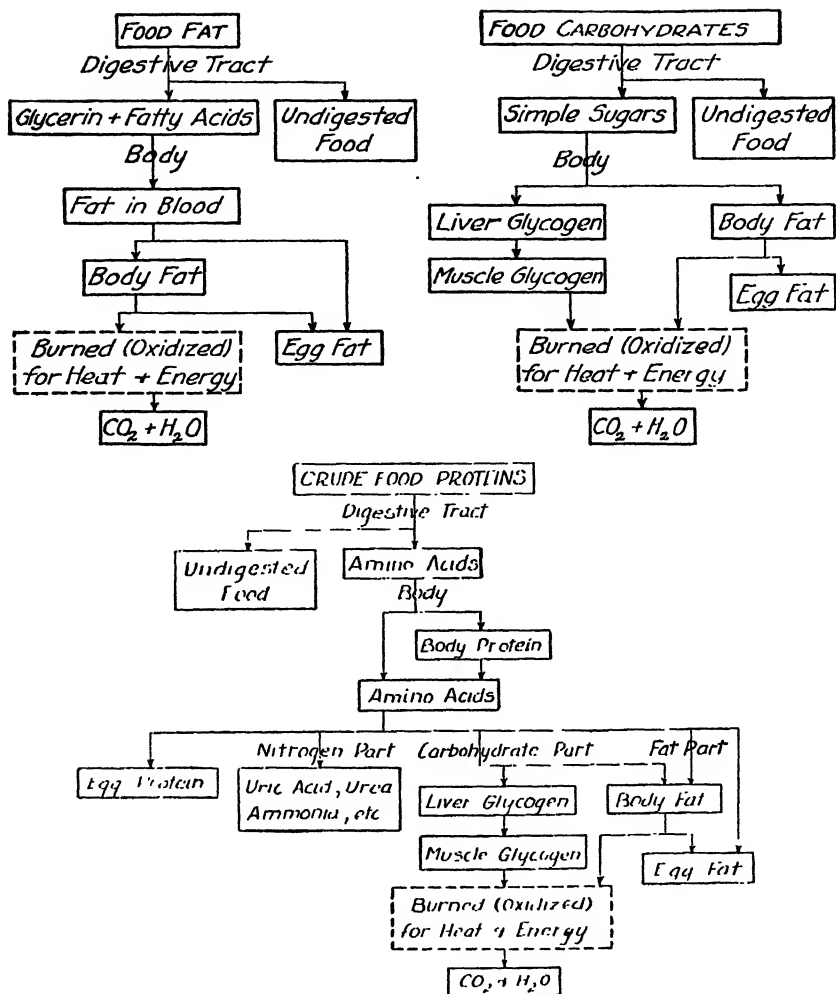 FOOD FAT
Digestive Tract
Glycerin + Fatty Acids
Undigested
Food
Body
Fat in Blood
Body Fat
Burned (Oxidized)
for Heat + Energy
Egg Fat
CO₂ + H₂O
FOOD CARBOHYDRATES
Digestive Tract
Simple Sugars
Undigested
Food
Body
Liver Glycogen
Body Fat
Muscle Glycogen
Egg Fat
Burned (Oxidized)
for Heat + Energy
CO₂ + H₂O
CRUDE FOOD PROTEINS
Digestive Tract
Undigested
Food
Amino Acids
Body
Body Protein
Amino Acids
Nitrogen Part
Carbohydrate Part
Fat Part
Egg Protein
Uric Acid, Urea
Ammonia, etc
Liver Glycogen
Body Fat
Muscle Glycogen
Egg Fat
Burned (Oxidized)
for Heat + Energy
CO₂ + H₂O